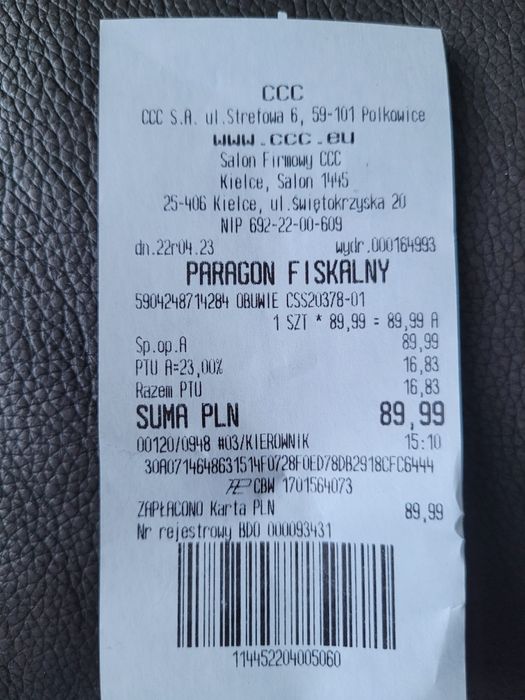 CCC
CCC S.A. ul.Stretowa 6, 59-101 Polkowice
www.ccc.eu
Salon Firmowy CCC
Kielce, Salon 1445
25-406 Kielce, ul.Świętokrzyska 20
NIP 692-22-00-609
dn.22r04.23 wydr.000164993
PARAGON FISKALNY
5904248714284 OBUWIE CSS20378-01
1 SZT * 89,99 = 89,99 A
Sp.op.A 89,99
PTU A=23,00% 16,83
Razem PTU 16,83
SUMA PLN 89,99
00120/0948 #03/KIEROWNIK 15:10
30A0714648631514F0728F0ED78DB2918CFC6444
CBW 1701564073
ZAPŁACONO Karta PLN 89,99
Nr rejestrowy BDO 000093431
114452204005060